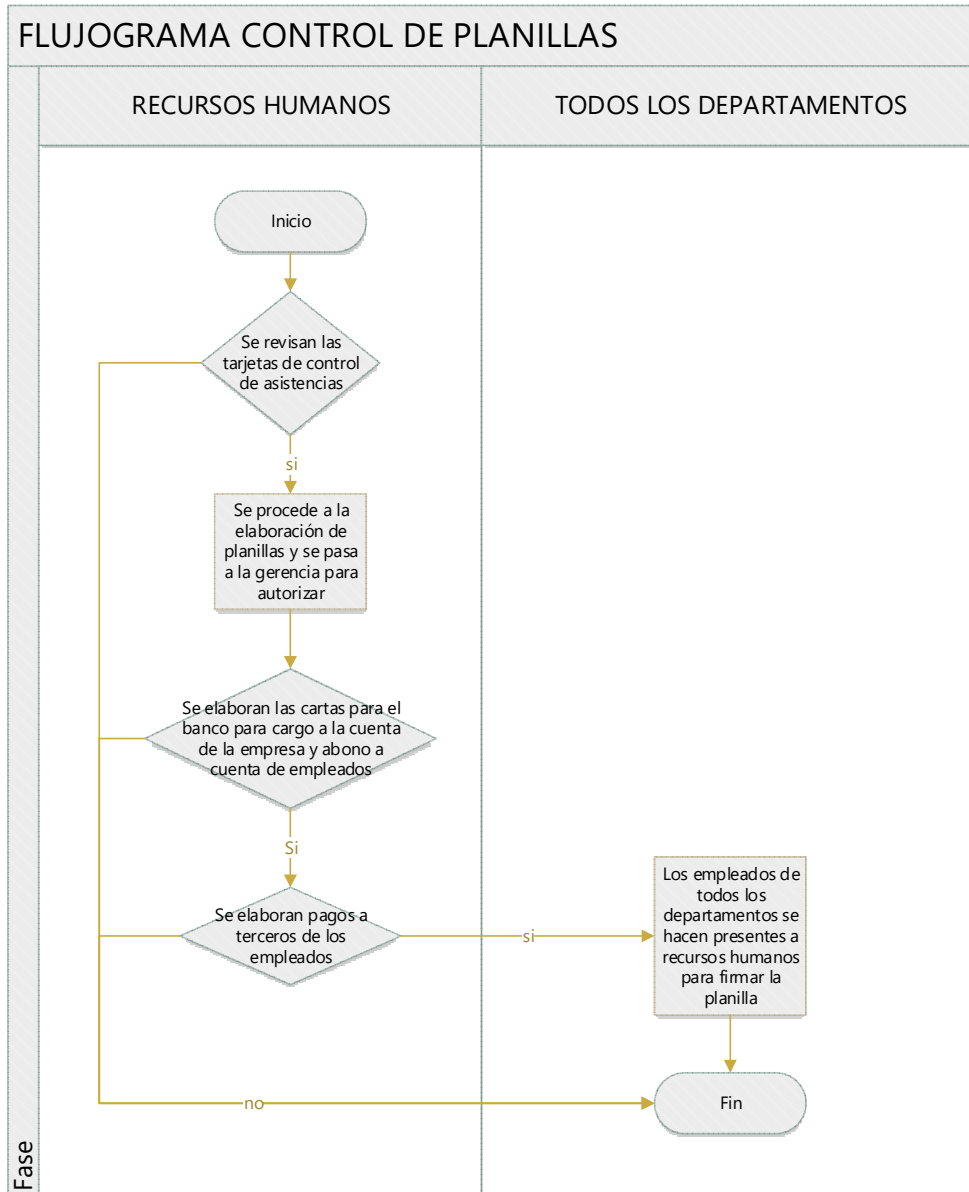 FLUJOGRAMA CONTROL DE PLANILLAS
RECURSOS HUMANOS
TODOS LOS DEPARTAMENTOS
Inicio
Se revisan las
tarjetas de control
de asistencias
si
Se procede a la
elaboración de
planillas y se pasa
a la gerencia para
autorizar
Se elaboran las cartas para el
banco para cargo a la cuenta
de la empresa y abono a
cuenta de empleados
Si
Se elaboran pagos a
terceros de los
empleados
si
Los empleados de
todos los
departamentos se
hacen presentes a
recursos humanos
para firmar la
planilla
no
Fin
Fase